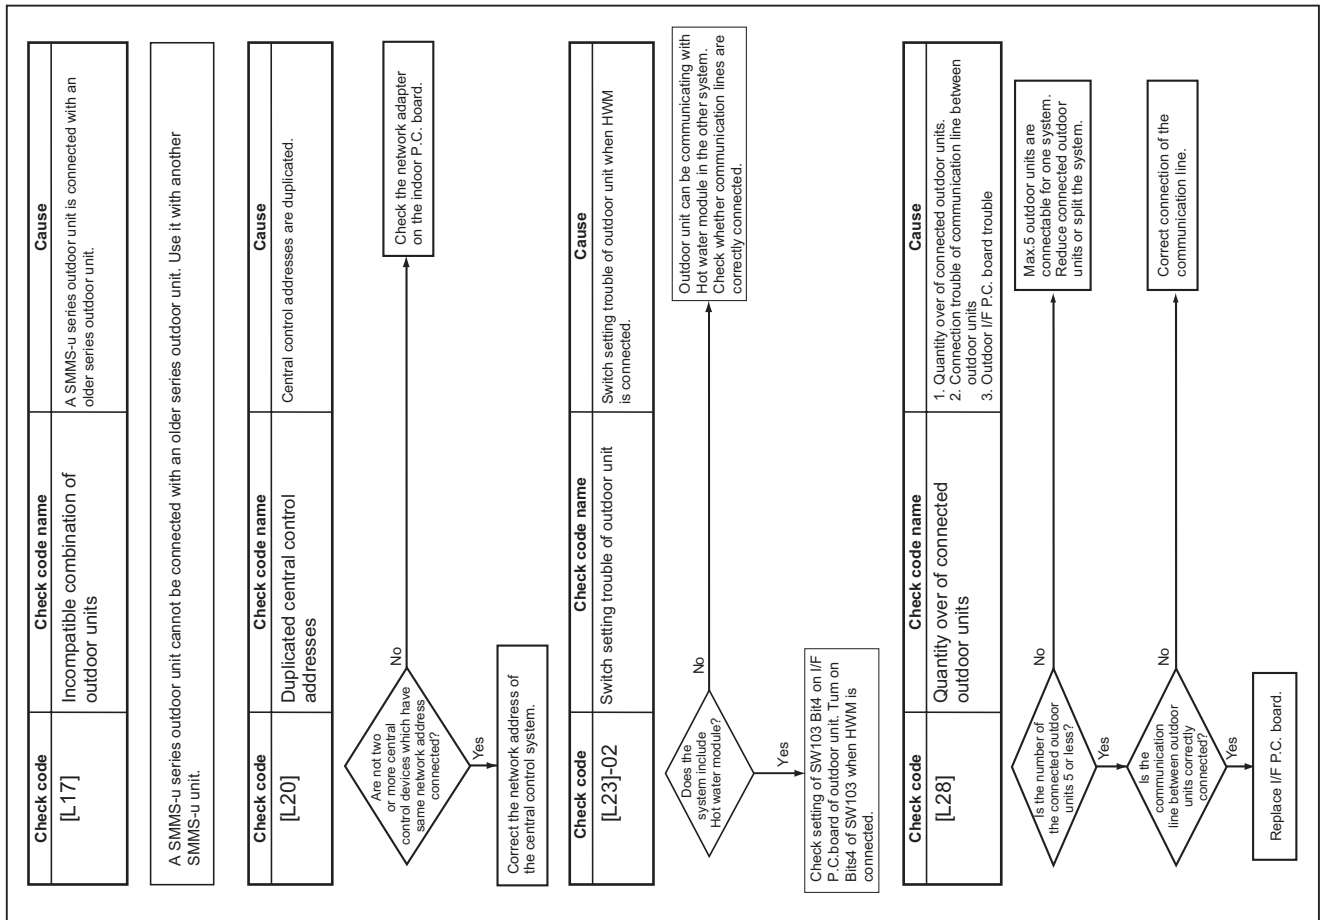 Check code
Check code name
Cause
[L17]
Incompatible combination of
outdoor units
A SMMS-u series outdoor unit is connected with an
older series outdoor unit.
A SMMS-u series outdoor unit cannot be connected with an older series outdoor unit. Use it with another
SMMS-u unit.
Check code
Check code name
Cause
[L20]
Duplicated central control
addresses
Central control addresses are duplicated.
Are not two
or more central
control devices which have
same network address
connected?
No
Check the network adapter
on the indoor P.C. board.
Yes
Correct the network address of
the central control system.
Check code
Check code name
Cause
[L23]-02
Switch setting trouble of outdoor unit
Switch setting trouble of outdoor unit when HWM
is connected.
Does the
system include
Hot water module?
No
Outdoor unit can be communicating with
Hot water module in the other system.
Check whether communication lines are
correctly connected.
Yes
Check setting of SW103 Bit4 on I/F
P.C.board of outdoor unit. Turn on
Bits4 of SW103 when HWM is
connected.
Check code
Check code name
Cause
[L28]
Quantity over of connected
outdoor units
1. Quantity over of connected outdoor units.
2. Connection trouble of communication line between
outdoor units
3. Outdoor I/F P.C. board trouble
Is the number of
the connected outdoor
units 5 or less?
No
Max.5 outdoor units are
connectable for one system.
Reduce connected outdoor
units or split the system.
Yes
Is the
communication
line between outdoor
units correctly
connected?
No
Correct connection of the
communication line.
Yes
Replace I/F P.C. board.